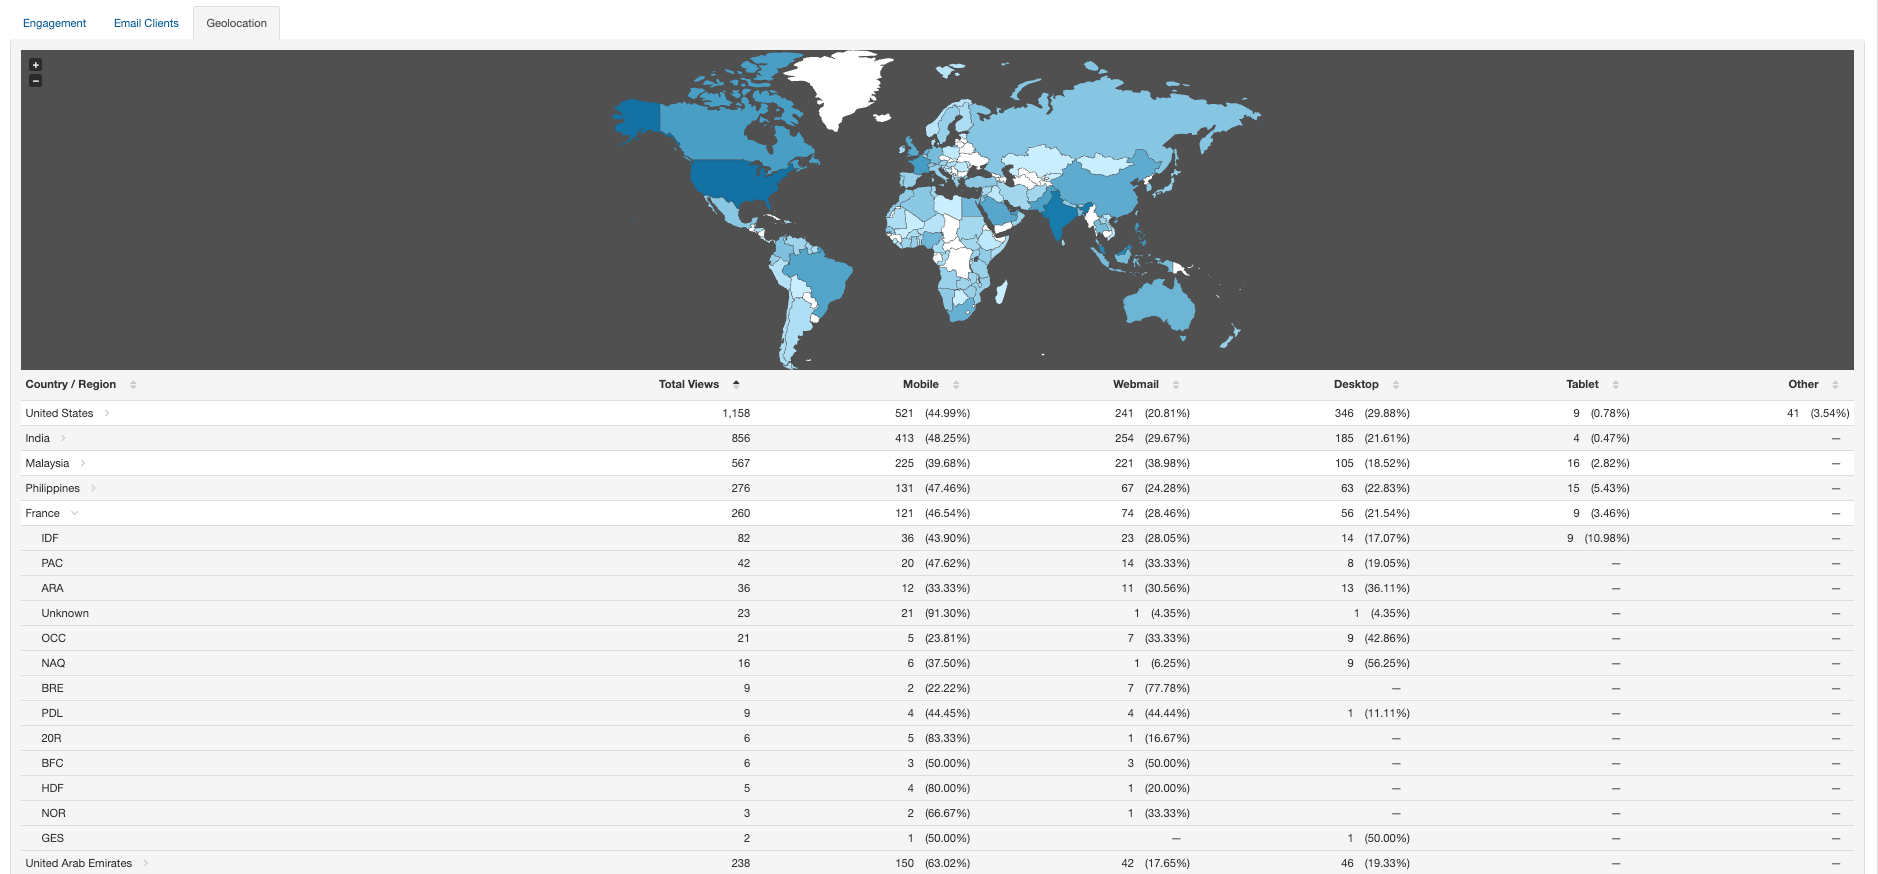 Engagement Email Clients Geolocation
+
−
Country / Region Total Views Mobile Webmail Desktop Tablet Other
United States 1,158 521 (44.99%) 241 (20.81%) 346 (29.88%) 9 (0.78%) 41 (3.54%)
India 856 413 (48.25%) 254 (29.67%) 185 (21.61%) 4 (0.47%) —
Malaysia 567 225 (39.68%) 221 (38.98%) 105 (18.52%) 16 (2.82%) —
Philippines 276 131 (47.46%) 67 (24.28%) 63 (22.83%) 15 (5.43%) —
France 260 121 (46.54%) 74 (28.46%) 56 (21.54%) 9 (3.46%) —
IDF 82 36 (43.90%) 23 (28.05%) 14 (17.07%) 9 (10.98%) —
PAC 42 20 (47.62%) 14 (33.33%) 8 (19.05%) — —
ARA 36 12 (33.33%) 11 (30.56%) 13 (36.11%) — —
Unknown 23 21 (91.30%) 1 (4.35%) 1 (4.35%) — —
OCC 21 5 (23.81%) 7 (33.33%) 9 (42.86%) — —
NAQ 16 6 (37.50%) 1 (6.25%) 9 (56.25%) — —
BRE 9 2 (22.22%) 7 (77.78%) — — —
PDL 9 4 (44.45%) 4 (44.44%) 1 (11.11%) — —
20R 6 5 (83.33%) 1 (16.67%) — — —
BFC 6 3 (50.00%) 3 (50.00%) — — —
HDF 5 4 (80.00%) 1 (20.00%) — — —
NOR 3 2 (66.67%) 1 (33.33%) — — —
GES 2 1 (50.00%) — 1 (50.00%) — —
United Arab Emirates 238 150 (63.02%) 42 (17.65%) 46 (19.33%) — —